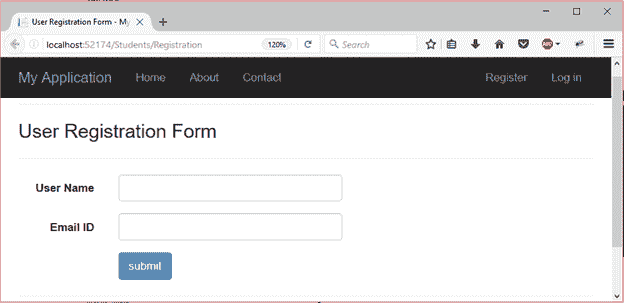 User Registration Form - My
localhost:52174/Students/Registration 120% Search
ABP
My Application Home About Contact Register Log in
User Registration Form
User Name
Email ID
submit